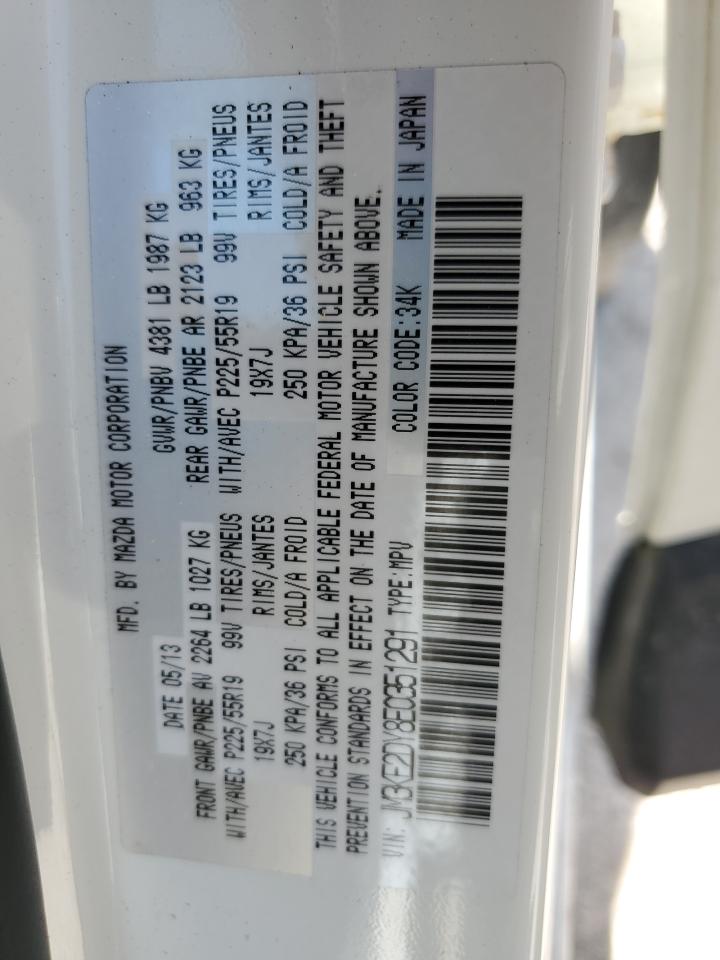 MFD. BY MAZDA MOTOR CORPORATION
DATE 05/13 GVWR/PNBV 4381 LB 1987 KG
FRONT GAWR/PNBE AV 2264 LB 1027 KG REAR GAWR/PNBE AR 2123 LB 963 KG
WITH/AVEC P225/55R19 99V TIRES/PNEUS WITH/AVEC P225/55R19 99V TIRES/PNEUS
19X7J RIMS/JANTES 19X7J RIMS/JANTES
250 KPA/36 PSI COLD/A FROID 250 KPA/36 PSI COLD/A FROID
THIS VEHICLE CONFORMS TO ALL APPLICABLE FEDERAL MOTOR VEHICLE SAFETY AND THEFT
PREVENTION STANDARDS IN EFFECT ON THE DATE OF MANUFACTURE SHOWN ABOVE.
VIN: JM3KE2DY8E0351291 TYPE:MPV COLOR CODE:34K MADE IN JAPAN